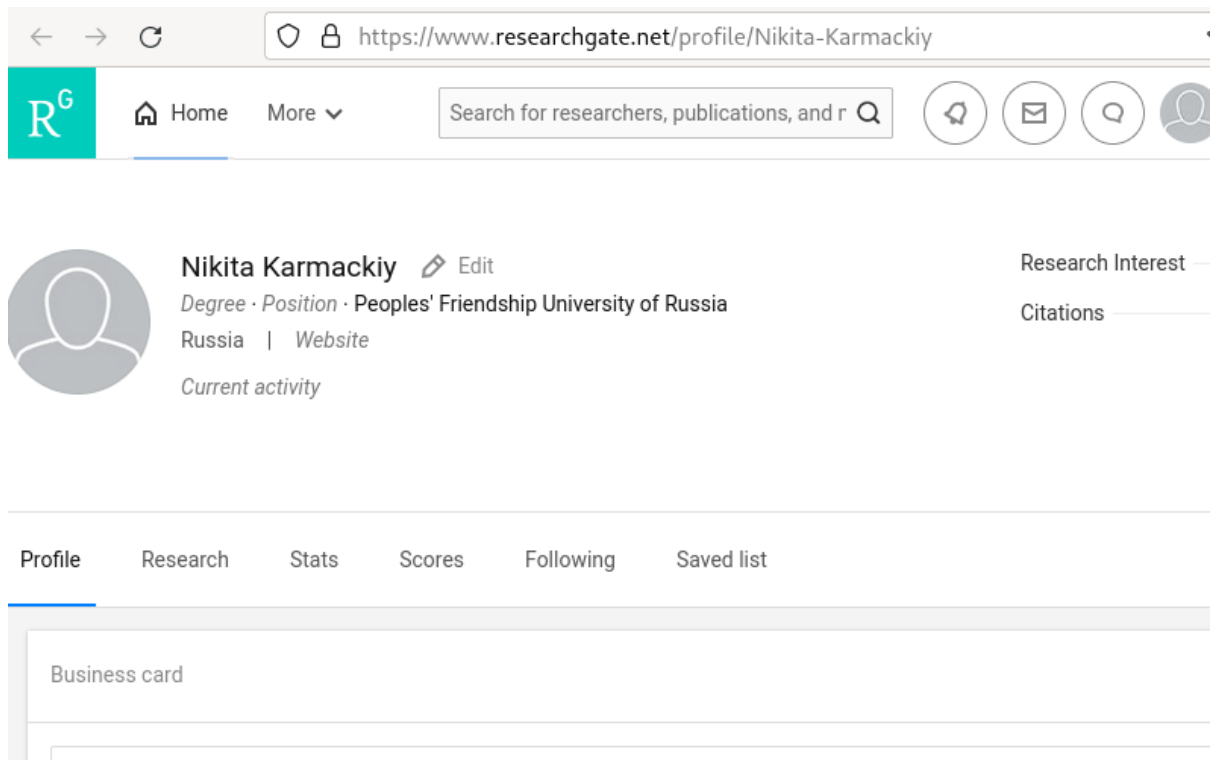 https://www.researchgate.net/profile/Nikita-Karmackiy
RG Home More Search for researchers, publications, and r
Nikita Karmackiy Edit
Degree · Position · Peoples' Friendship University of Russia
Russia | Website
Current activity
Research Interest
Citations
Profile Research Stats Scores Following Saved list
Business card